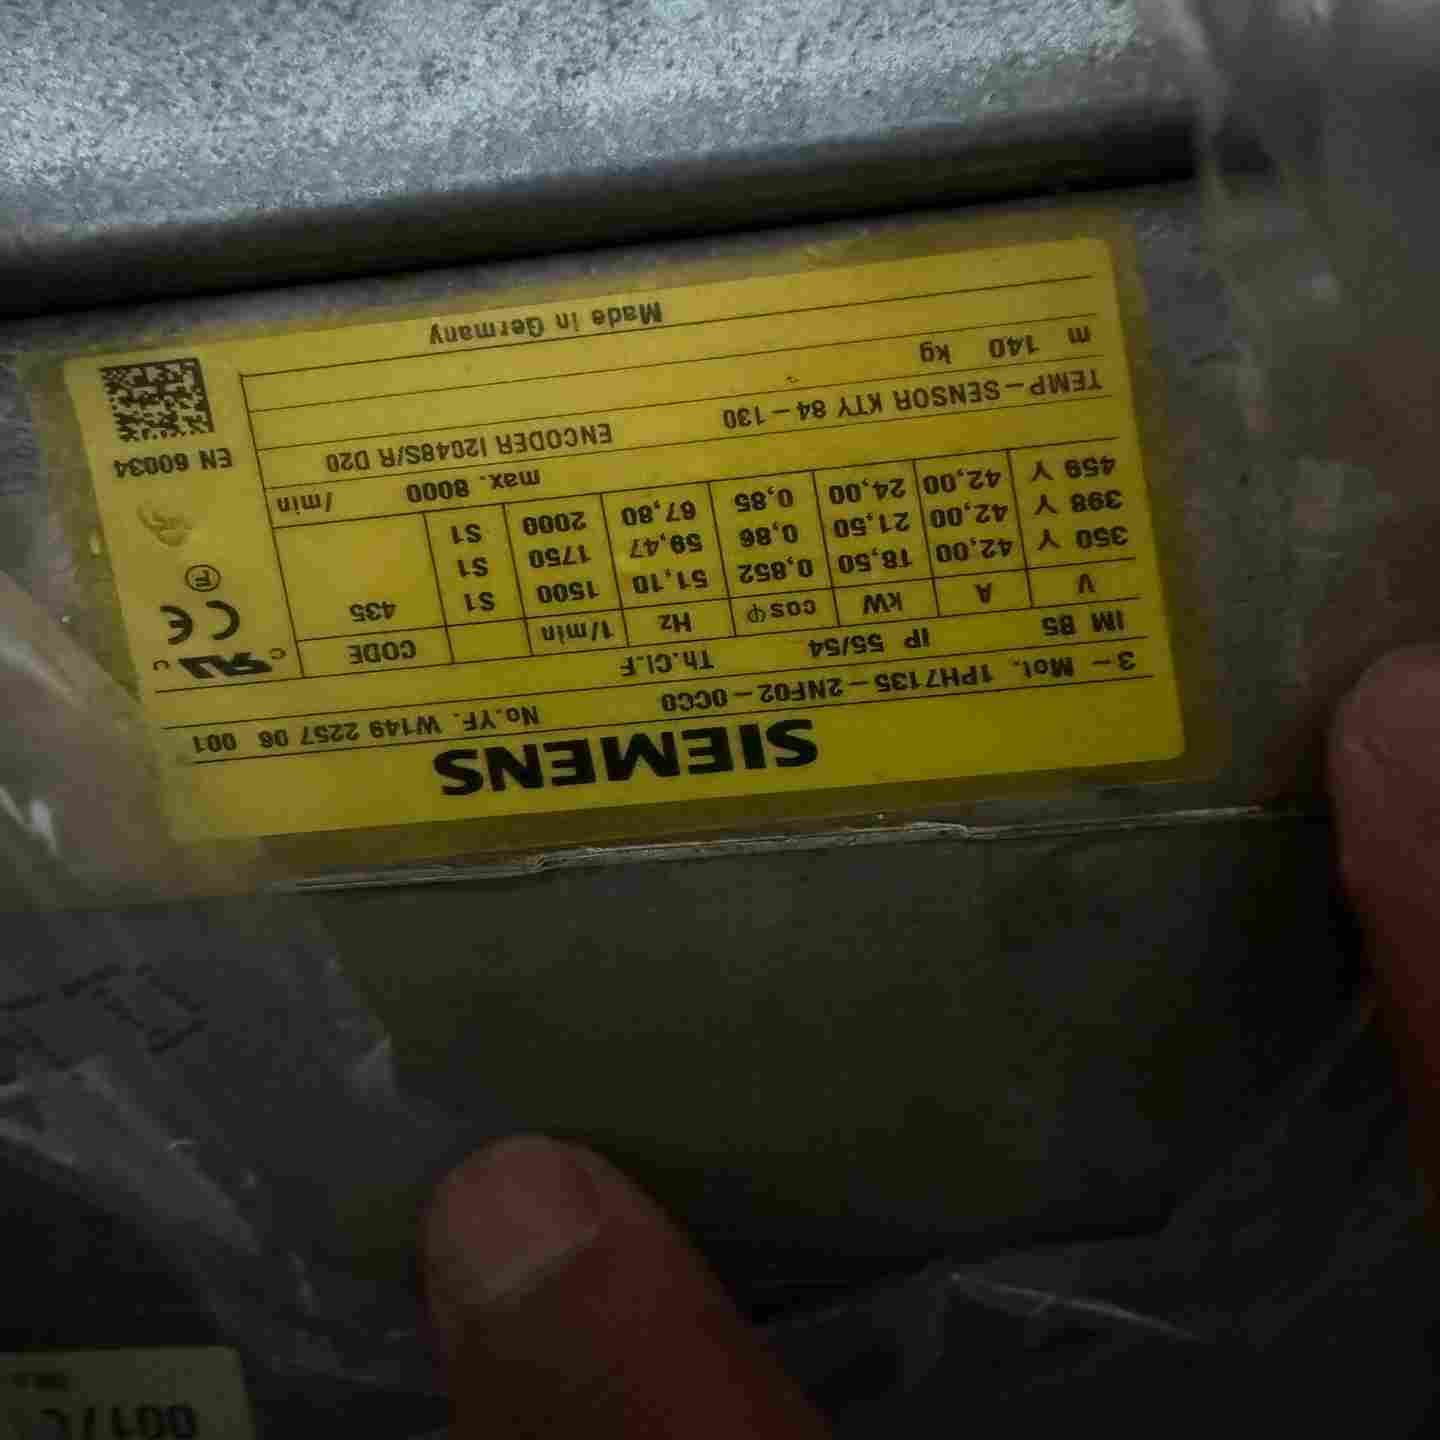 SIEMENS
3~ Mot. 1PH7135-2NF02-0CC0 No.YF. W149 2257 06 001
IM B5 IP 55/54 Th.Cl.F c UR US
V A kW cosφ Hz 1/min CODE
350 Y 42,00 18,50 0,852 51,10 1500 S1 435
398 Y 42,00 21,50 0,86 59,47 1750 S1
459 Y 42,00 24,00 0,85 67,80 2000 S1
CE
F
EN 60034
max. 8000 /min
TEMP-SENSOR KTY 84-130 ENCODER I2048S/R D20
m 140 kg
Made in Germany